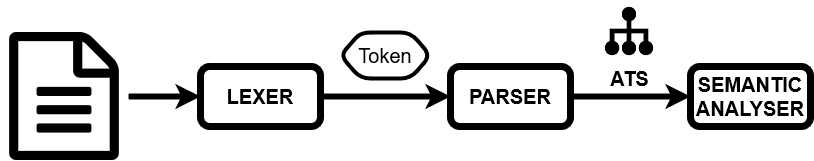 Token
LEXER
PARSER
ATS
SEMANTIC
ANALYSER